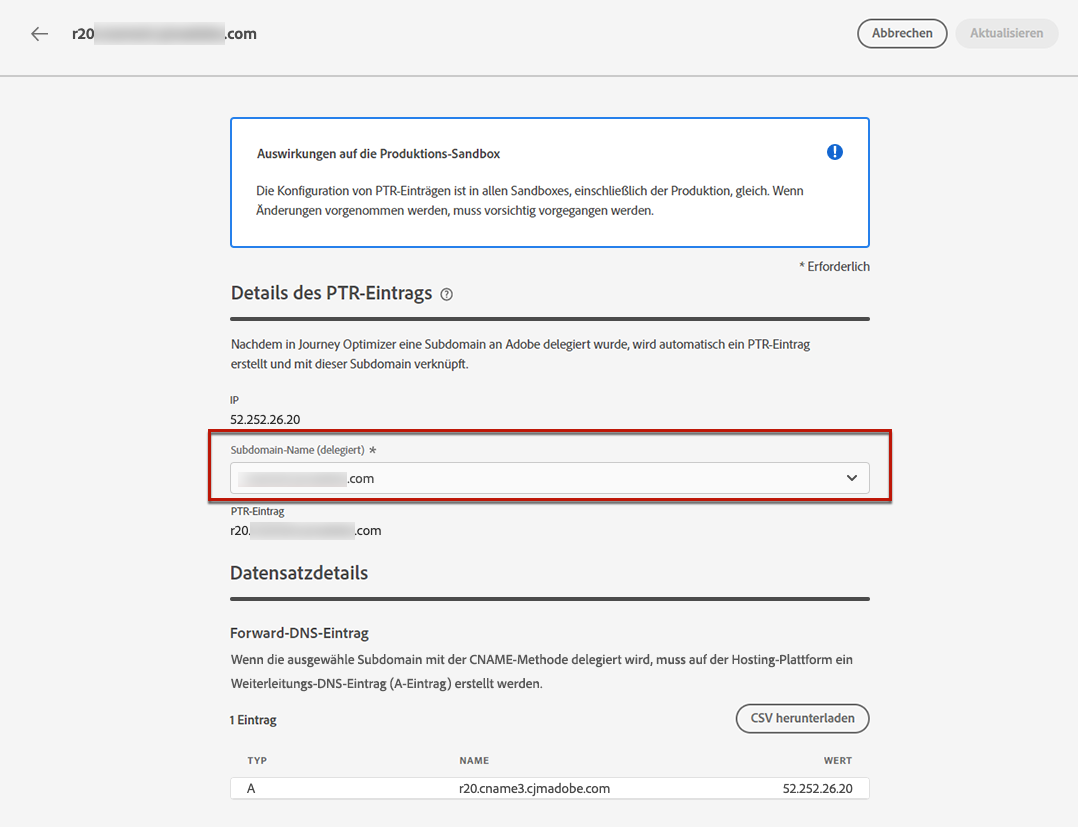 r20 .com
Abbrechen
Aktualisieren
Auswirkungen auf die Produktions-Sandbox
Die Konfiguration von PTR-Einträgen ist in allen Sandboxes, einschließlich der Produktion, gleich. Wenn
Änderungen vorgenommen werden, muss vorsichtig vorgegangen werden.
* Erforderlich
Details des PTR-Eintrags
Nachdem in Journey Optimizer eine Subdomain an Adobe delegiert wurde, wird automatisch ein PTR-Eintrag
erstellt und mit dieser Subdomain verknüpft.
IP
52.252.26.20
Subdomain-Name (delegiert) *
.com
PTR-Eintrag
r20. .com
Datensatzdetails
Forward-DNS-Eintrag
Wenn die ausgewähle Subdomain mit der CNAME-Methode delegiert wird, muss auf der Hosting-Plattform ein
Weiterleitungs-DNS-Eintrag (A-Eintrag) erstellt werden.
1 Eintrag
CSV herunterladen
TYP NAME WERT
A r20.cname3.cjmadobe.com 52.252.26.20